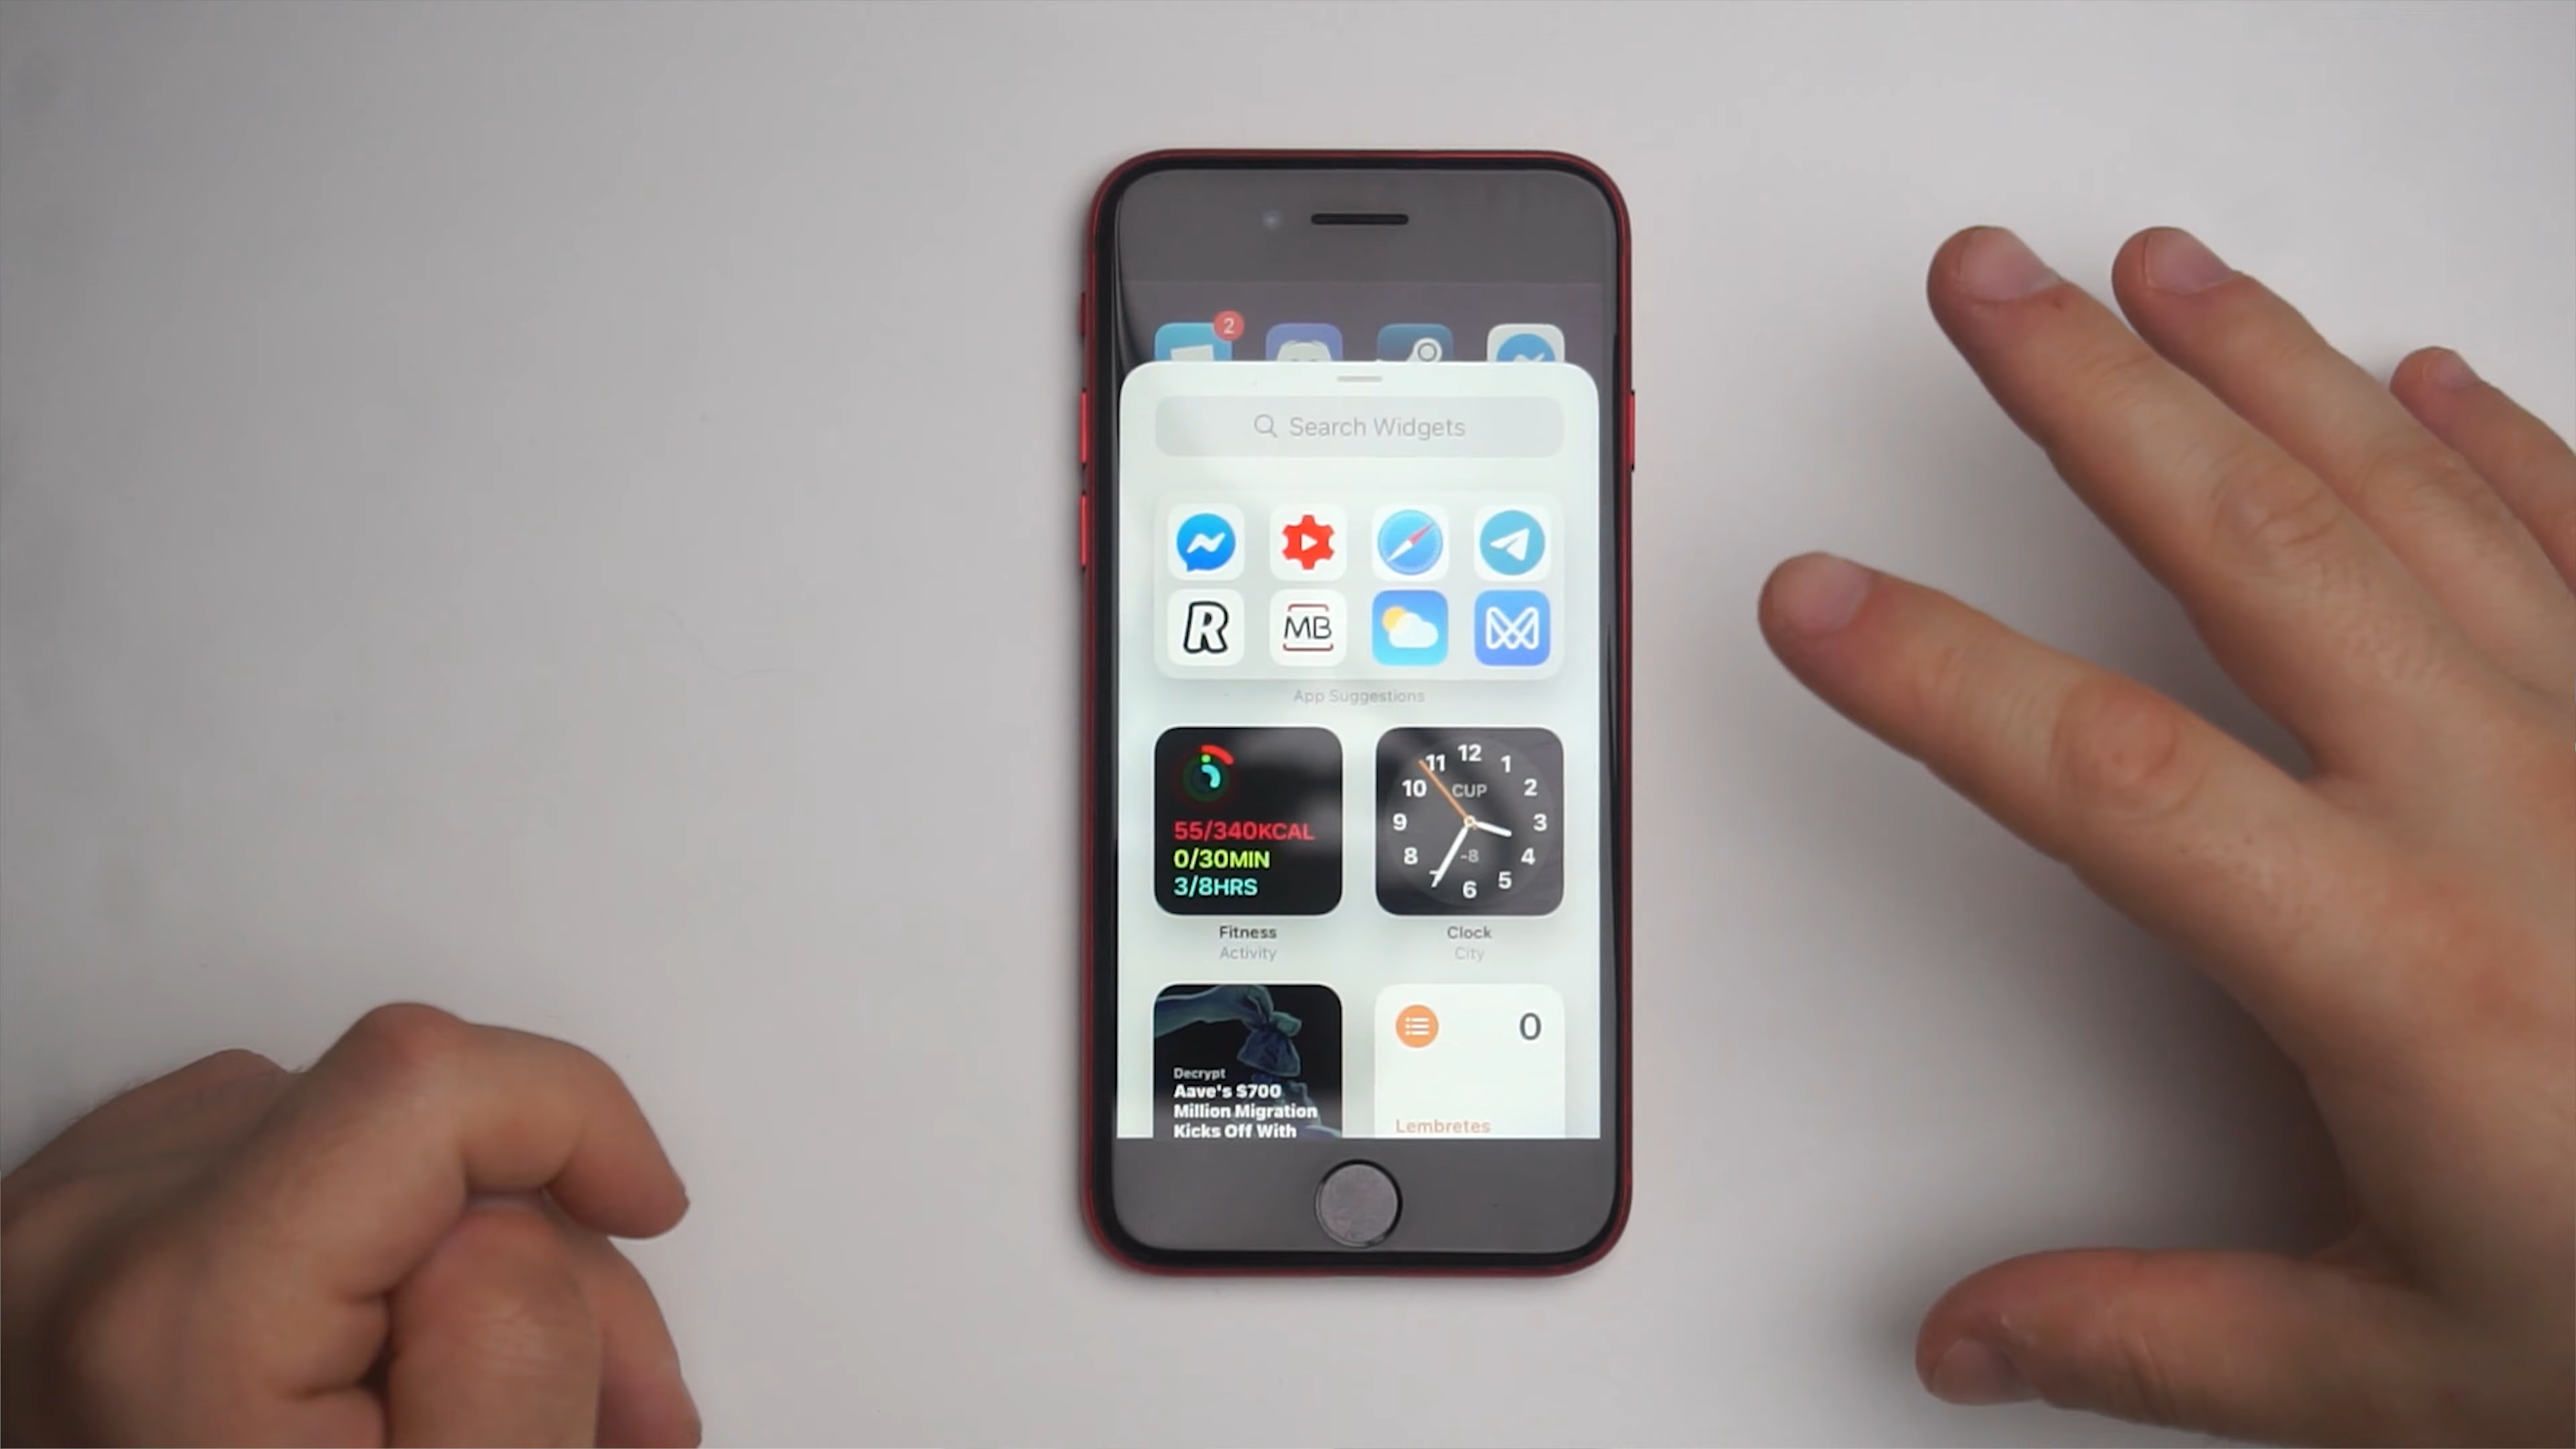 2
Search Widgets
R
MB
App Suggestions
55/340KCAL
0/30MIN
3/8HRS
12
11
1
10
CUP
2
9
3
8
-8
4
7
6
5
Fitness
Activity
Clock
City
0
Decrypt
Aave's $700
Million Migration
Kicks Off With
Lembretes